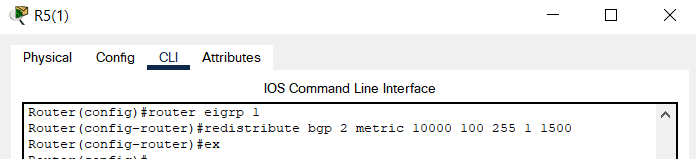 R5(1)
Physical Config CLI Attributes
IOS Command Line Interface
Router(config)#router eigrp 1
Router(config-router)#redistribute bgp 2 metric 10000 100 255 1 1500
Router(config-router)#ex
Router(config)#